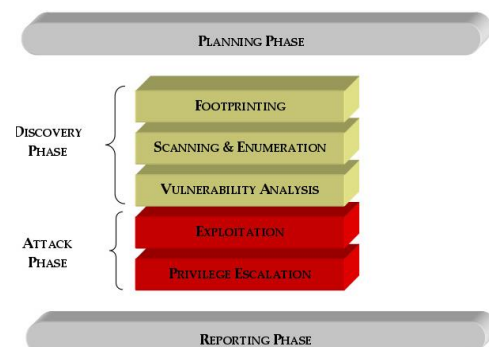 PLANNING PHASE
FOOTPRINTING
DISCOVERY
PHASE
SCANNING & ENUMERATION
VULNERABILITY ANALYSIS
EXPLOITATION
ATTACK
PHASE
PRIVILEGE ESCALATION
REPORTING PHASE